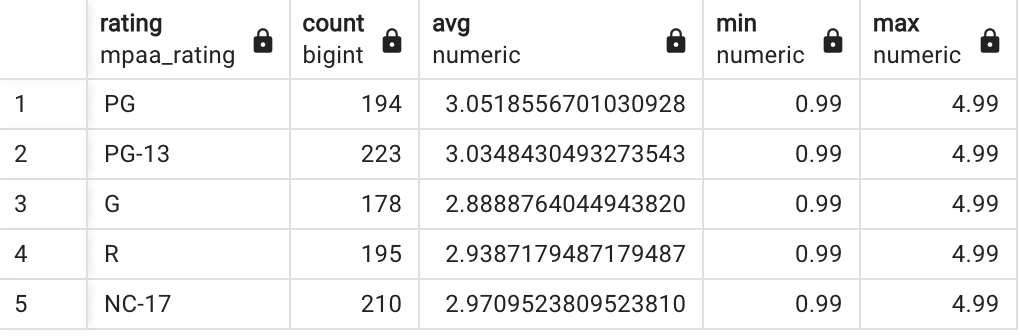 rating count avg min max
mpaa_rating bigint numeric numeric numeric
1 PG 194 3.0518556701030928 0.99 4.99
2 PG-13 223 3.0348430493273543 0.99 4.99
3 G 178 2.8888764044943820 0.99 4.99
4 R 195 2.9387179487179487 0.99 4.99
5 NC-17 210 2.9709523809523810 0.99 4.99